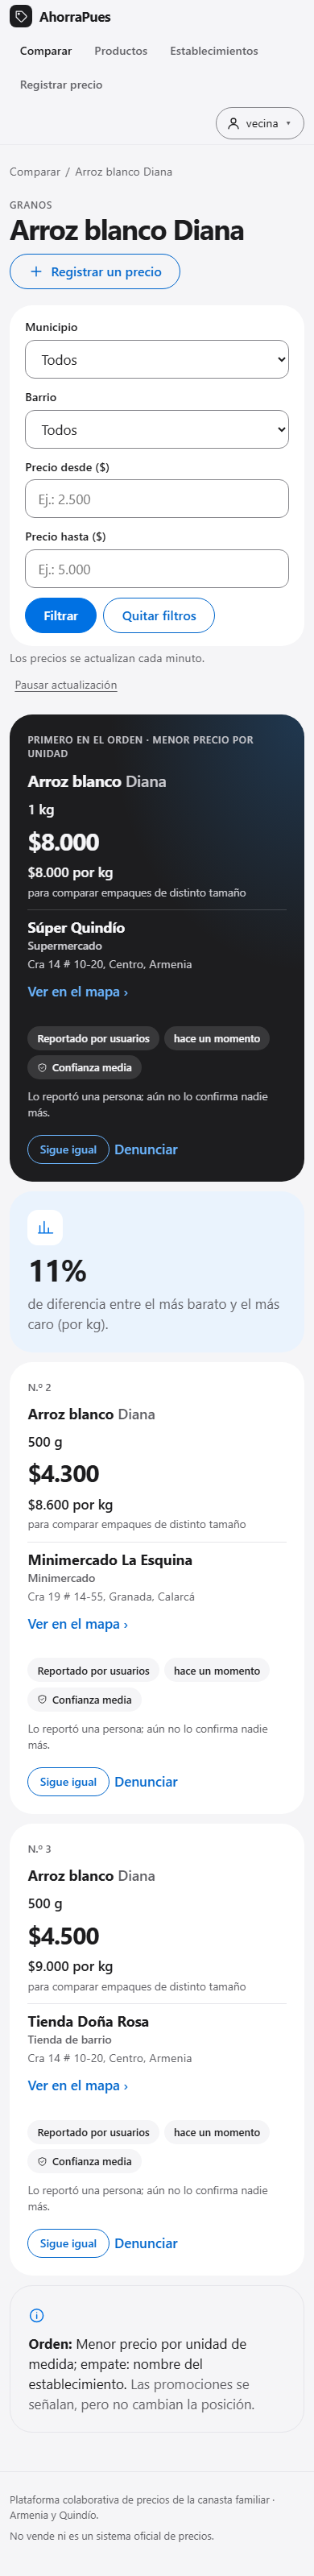 AhorraPues
Comparar Productos Establecimientos
Registrar precio
vecina
Comparar / Arroz blanco Diana
GRANOS
Arroz blanco Diana
Registrar un precio
Municipio
Todos
Barrio
Todos
Precio desde ($)
Ej.: 2.500
Precio hasta ($)
Ej.: 5.000
Filtrar Quitar filtros
Los precios se actualizan cada minuto.
Pausar actualización
PRIMERO EN EL ORDEN · MENOR PRECIO POR
UNIDAD
Arroz blanco Diana
1 kg
$8.000
$8.000 por kg
para comparar empaques de distinto tamaño
Súper Quindío
Supermercado
Cra 14 # 10-20, Centro, Armenia
Ver en el mapa ›
Reportado por usuarios hace un momento
Confianza media
Lo reportó una persona; aún no lo confirma nadie
más.
Sigue igual Denunciar
11%
de diferencia entre el más barato y el más
caro (por kg).
N.º 2
Arroz blanco Diana
500 g
$4.300
$8.600 por kg
para comparar empaques de distinto tamaño
Minimercado La Esquina
Minimercado
Cra 19 # 14-55, Granada, Calarcá
Ver en el mapa ›
Reportado por usuarios hace un momento
Confianza media
Lo reportó una persona; aún no lo confirma nadie
más.
Sigue igual Denunciar
N.º 3
Arroz blanco Diana
500 g
$4.500
$9.000 por kg
para comparar empaques de distinto tamaño
Tienda Doña Rosa
Tienda de barrio
Cra 14 # 10-20, Centro, Armenia
Ver en el mapa ›
Reportado por usuarios hace un momento
Confianza media
Lo reportó una persona; aún no lo confirma nadie
más.
Sigue igual Denunciar
Orden: Menor precio por unidad de
medida; empate: nombre del
establecimiento. Las promociones se
señalan, pero no cambian la posición.
Plataforma colaborativa de precios de la canasta familiar ·
Armenia y Quindío.
No vende ni es un sistema oficial de precios.